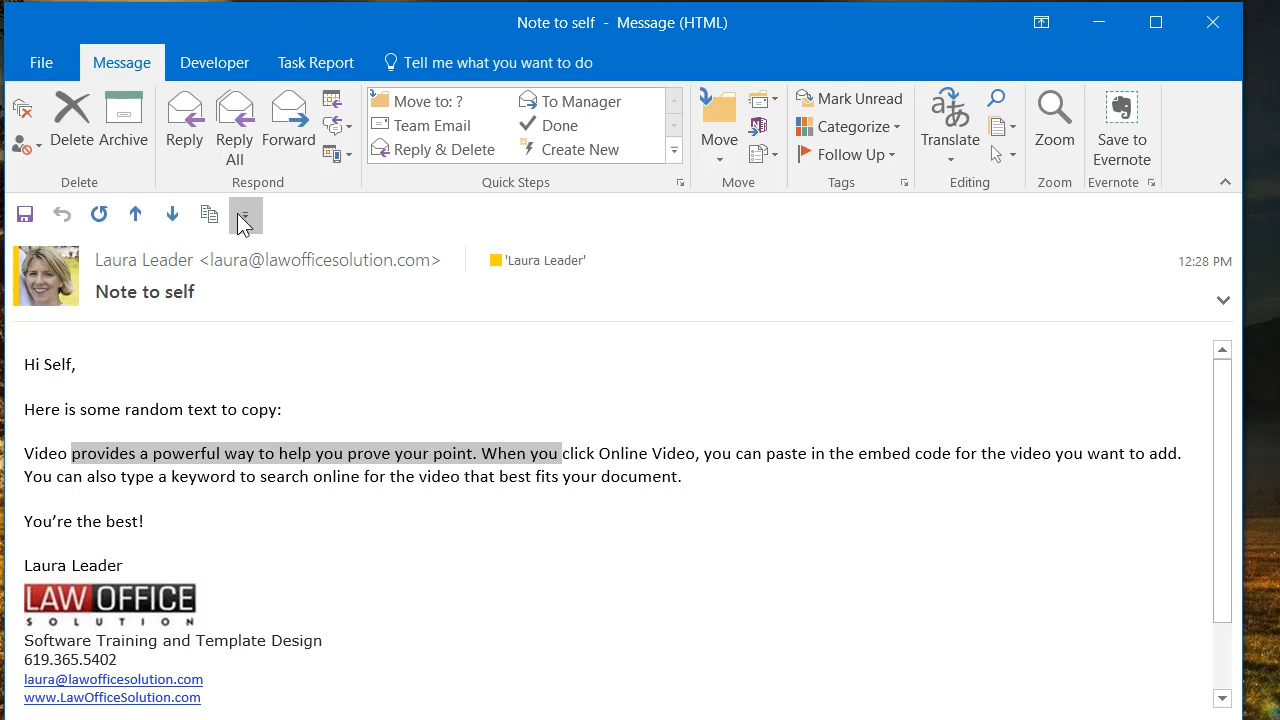 Note to self - Message (HTML)
File Message Developer Task Report Tell me what you want to do
Delete Archive Reply Reply All Forward
Move to: ? To Manager
Team Email Done
Reply & Delete Create New
Move
Mark Unread
Categorize
Follow Up
Translate Zoom Save to Evernote
Delete Respond Quick Steps Move Tags Editing Zoom Evernote
Laura Leader <laura@lawofficesolution.com> 'Laura Leader' 12:28 PM
Note to self
Hi Self,
Here is some random text to copy:
Video provides a powerful way to help you prove your point. When you click Online Video, you can paste in the embed code for the video you want to add.
You can also type a keyword to search online for the video that best fits your document.
You're the best!
Laura Leader
LAW OFFICE
SOLUTION
Software Training and Template Design
619.365.5402
laura@lawofficesolution.com
www.LawOfficeSolution.com